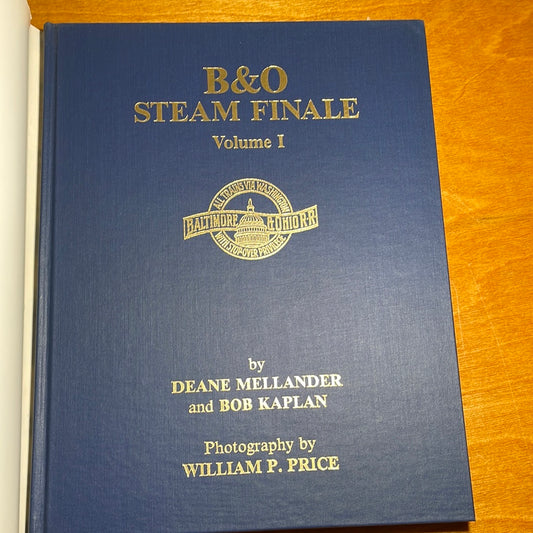 B&O
STEAM FINALE
Volume I
ALL TRAINS VIA WASHINGTON
BALTIMORE & OHIO R.R.
WITH STOP-OVER PRIVILEGE
by
DEANE MELLANDER
and BOB KAPLAN
Photography by
WILLIAM P. PRICE